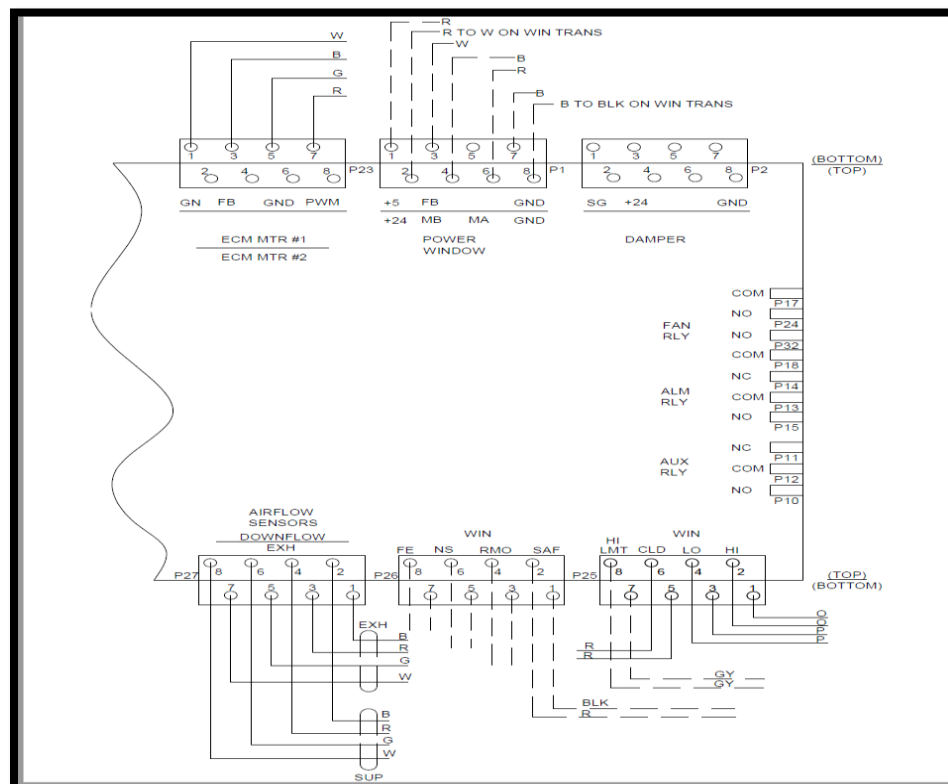 R
R TO W ON WIN TRANS
W W
B B
G R
R B
B TO BLK ON WIN TRANS
1 3 5 7 1 3 5 7 1 3 5 7
2 4 6 8 P23 2 4 6 8 P1 2 4 6 8 P2
(BOTTOM)
(TOP)
GN FB GND PWM +5 FB GND SG +24 GND
+24 MB MA GND
ECM MTR #1
ECM MTR #2
POWER
WINDOW
DAMPER
COM
P17
NO
P24
FAN
RLY
NO
P32
COM
P18
NC
P14
ALM
RLY
COM
P13
NO
P15
NC
P11
AUX
RLY
COM
P12
NO
P10
AIRFLOW
SENSORS
DOWNFLOW
EXH
WIN
FE NS RMO SAF
WIN
HI
LMT CLD LO HI
P27 8 6 4 2 P26 8 6 4 2 P25 8 6 4 2
7 5 3 1 7 5 3 1 7 5 3 1
(TOP)
(BOTTOM)
EXH
B
R
G
W
O
O
P
P
R
R
GY
GY
BLK
R
B
R
G
W
SUP